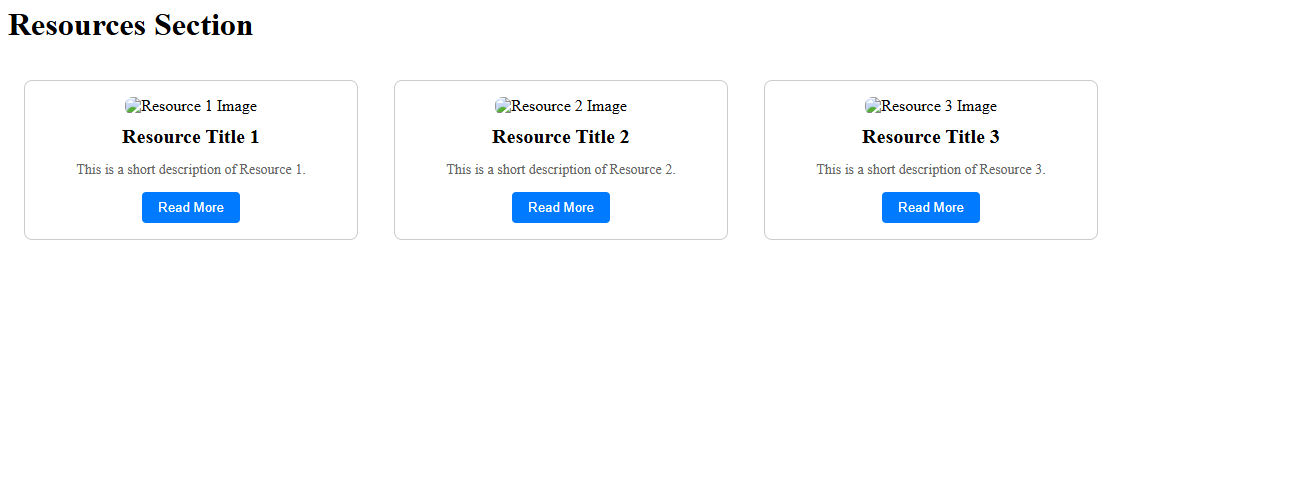 Resources Section
Resource 1 Image
Resource Title 1
This is a short description of Resource 1.
Read More
Resource 2 Image
Resource Title 2
This is a short description of Resource 2.
Read More
Resource 3 Image
Resource Title 3
This is a short description of Resource 3.
Read More